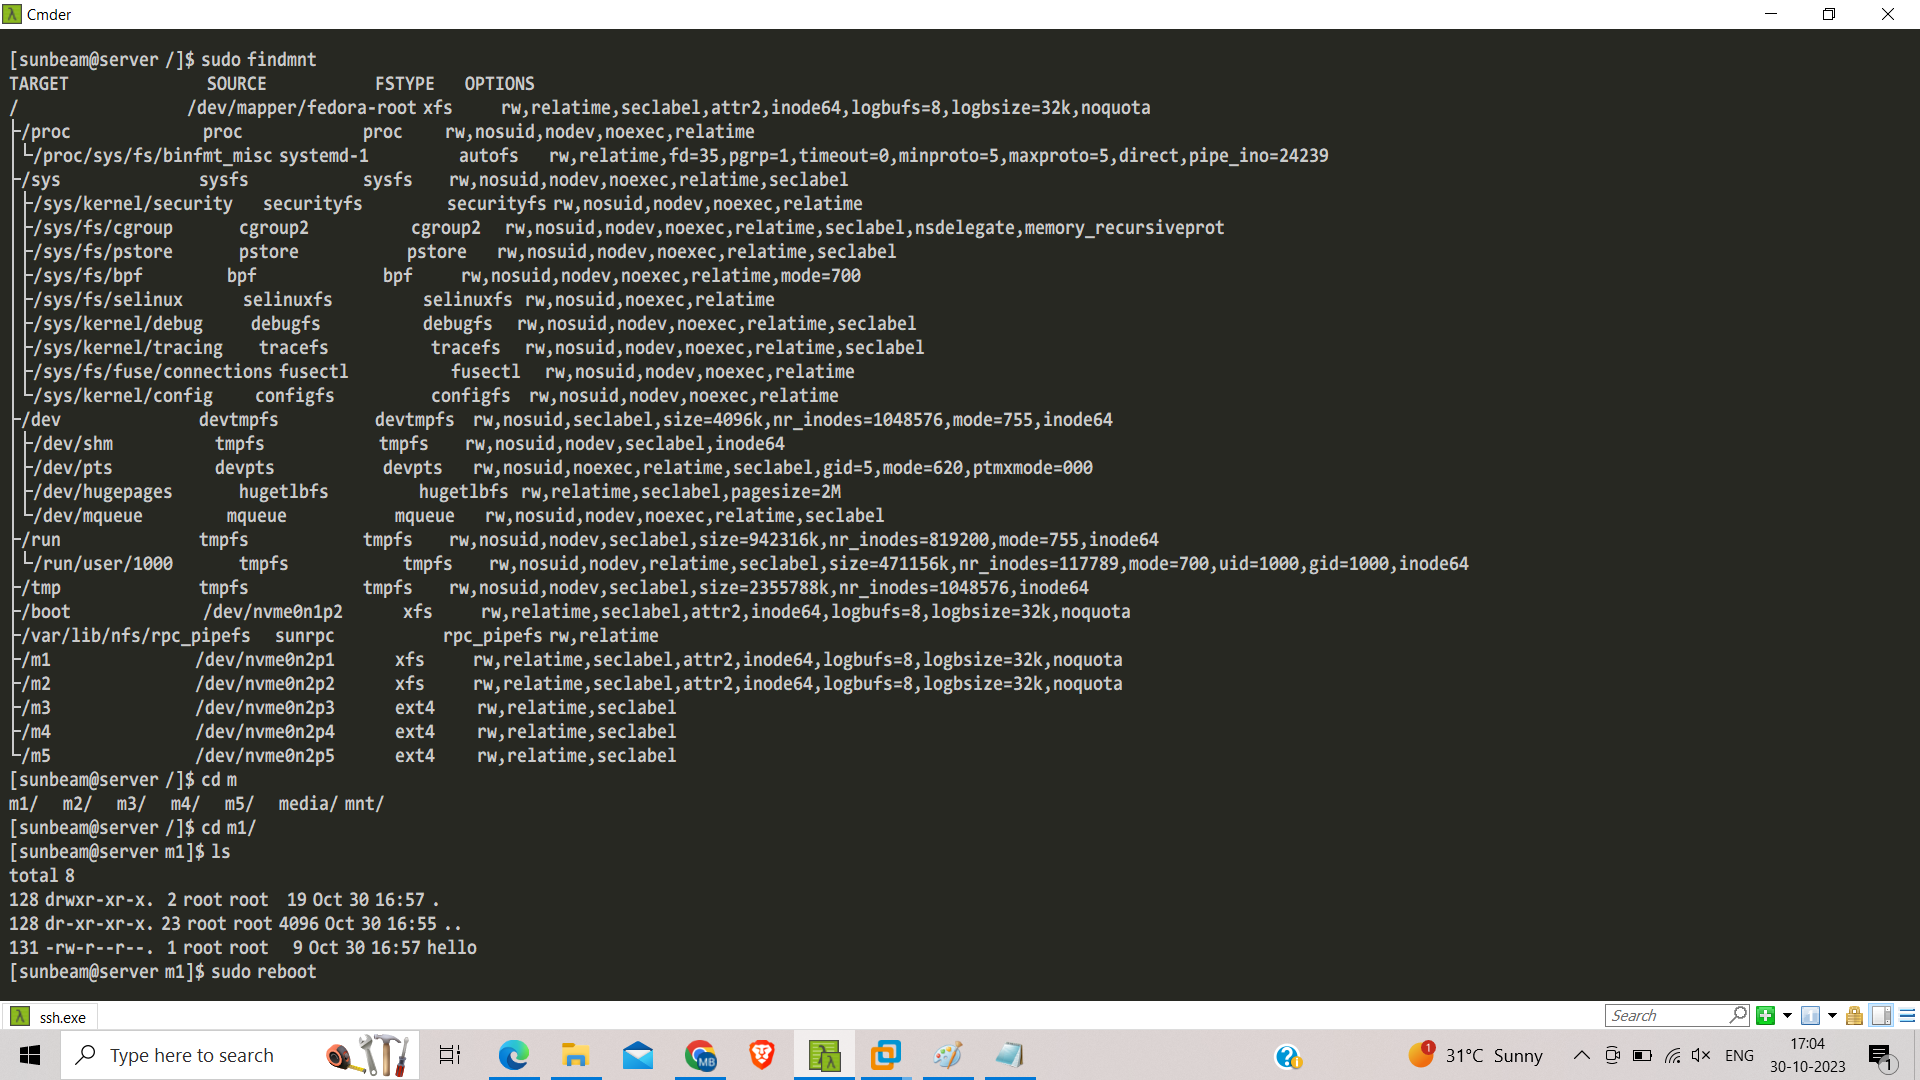 Cmder
[sunbeam@server /]$ sudo findmnt
TARGET SOURCE FSTYPE OPTIONS
/ /dev/mapper/fedora-root xfs rw,relatime,seclabel,attr2,inode64,logbufs=8,logbsize=32k,noquota
├─/proc proc proc rw,nosuid,nodev,noexec,relatime
│ └─/proc/sys/fs/binfmt_misc systemd-1 autofs rw,relatime,fd=35,pgrp=1,timeout=0,minproto=5,maxproto=5,direct,pipe_ino=24239
├─/sys sysfs sysfs rw,nosuid,nodev,noexec,relatime,seclabel
│ ├─/sys/kernel/security securityfs securityfs rw,nosuid,nodev,noexec,relatime
│ ├─/sys/fs/cgroup cgroup2 cgroup2 rw,nosuid,nodev,noexec,relatime,seclabel,nsdelegate,memory_recursiveprot
│ ├─/sys/fs/pstore pstore pstore rw,nosuid,nodev,noexec,relatime,seclabel
│ ├─/sys/fs/bpf bpf bpf rw,nosuid,nodev,noexec,relatime,mode=700
│ ├─/sys/fs/selinux selinuxfs selinuxfs rw,nosuid,noexec,relatime
│ ├─/sys/kernel/debug debugfs debugfs rw,nosuid,nodev,noexec,relatime,seclabel
│ ├─/sys/kernel/tracing tracefs tracefs rw,nosuid,nodev,noexec,relatime,seclabel
│ ├─/sys/fs/fuse/connections fusectl fusectl rw,nosuid,nodev,noexec,relatime
│ └─/sys/kernel/config configfs configfs rw,nosuid,nodev,noexec,relatime
├─/dev devtmpfs devtmpfs rw,nosuid,seclabel,size=4096k,nr_inodes=1048576,mode=755,inode64
│ ├─/dev/shm tmpfs tmpfs rw,nosuid,nodev,seclabel,inode64
│ ├─/dev/pts devpts devpts rw,nosuid,noexec,relatime,seclabel,gid=5,mode=620,ptmxmode=000
│ ├─/dev/hugepages hugetlbfs hugetlbfs rw,relatime,seclabel,pagesize=2M
│ └─/dev/mqueue mqueue mqueue rw,nosuid,nodev,noexec,relatime,seclabel
├─/run tmpfs tmpfs rw,nosuid,nodev,seclabel,size=942316k,nr_inodes=819200,mode=755,inode64
│ └─/run/user/1000 tmpfs tmpfs rw,nosuid,nodev,relatime,seclabel,size=471156k,nr_inodes=117789,mode=700,uid=1000,gid=1000,inode64
├─/tmp tmpfs tmpfs rw,nosuid,nodev,seclabel,size=2355788k,nr_inodes=1048576,inode64
├─/boot /dev/nvme0n1p2 xfs rw,relatime,seclabel,attr2,inode64,logbufs=8,logbsize=32k,noquota
├─/var/lib/nfs/rpc_pipefs sunrpc rpc_pipefs rw,relatime
├─/m1 /dev/nvme0n2p1 xfs rw,relatime,seclabel,attr2,inode64,logbufs=8,logbsize=32k,noquota
├─/m2 /dev/nvme0n2p2 xfs rw,relatime,seclabel,attr2,inode64,logbufs=8,logbsize=32k,noquota
├─/m3 /dev/nvme0n2p3 ext4 rw,relatime,seclabel
├─/m4 /dev/nvme0n2p4 ext4 rw,relatime,seclabel
└─/m5 /dev/nvme0n2p5 ext4 rw,relatime,seclabel
[sunbeam@server /]$ cd m
m1/ m2/ m3/ m4/ m5/ media/ mnt/
[sunbeam@server /]$ cd m1/
[sunbeam@server m1]$ ls
total 8
128 drwxr-xr-x. 2 root root 19 Oct 30 16:57 .
128 dr-xr-xr-x. 23 root root 4096 Oct 30 16:55 ..
131 -rw-r--r--. 1 root root 9 Oct 30 16:57 hello
[sunbeam@server m1]$ sudo reboot
ssh.exe
Search
Type here to search
MB
1
31°C Sunny
ENG
17:04
30-10-2023
1